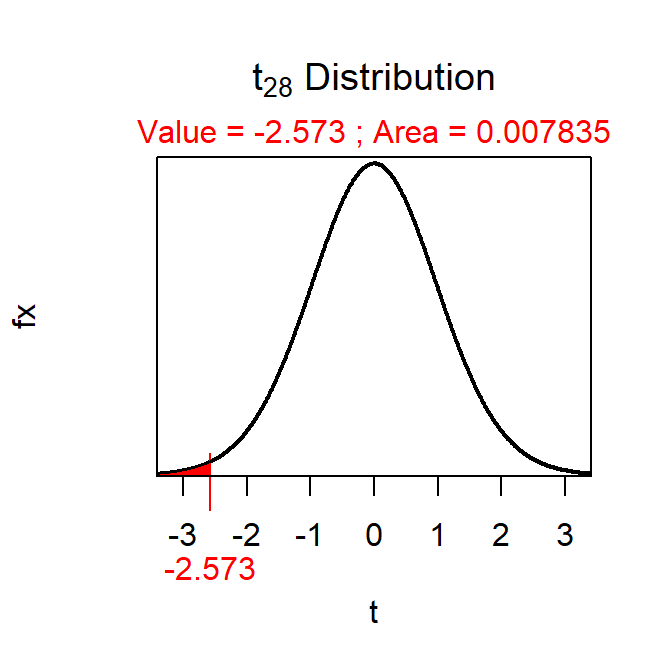 t₂₈ Distribution
Value = -2.573 ; Area = 0.007835
fx
-3 -2 -1 0 1 2 3
-2.573
t